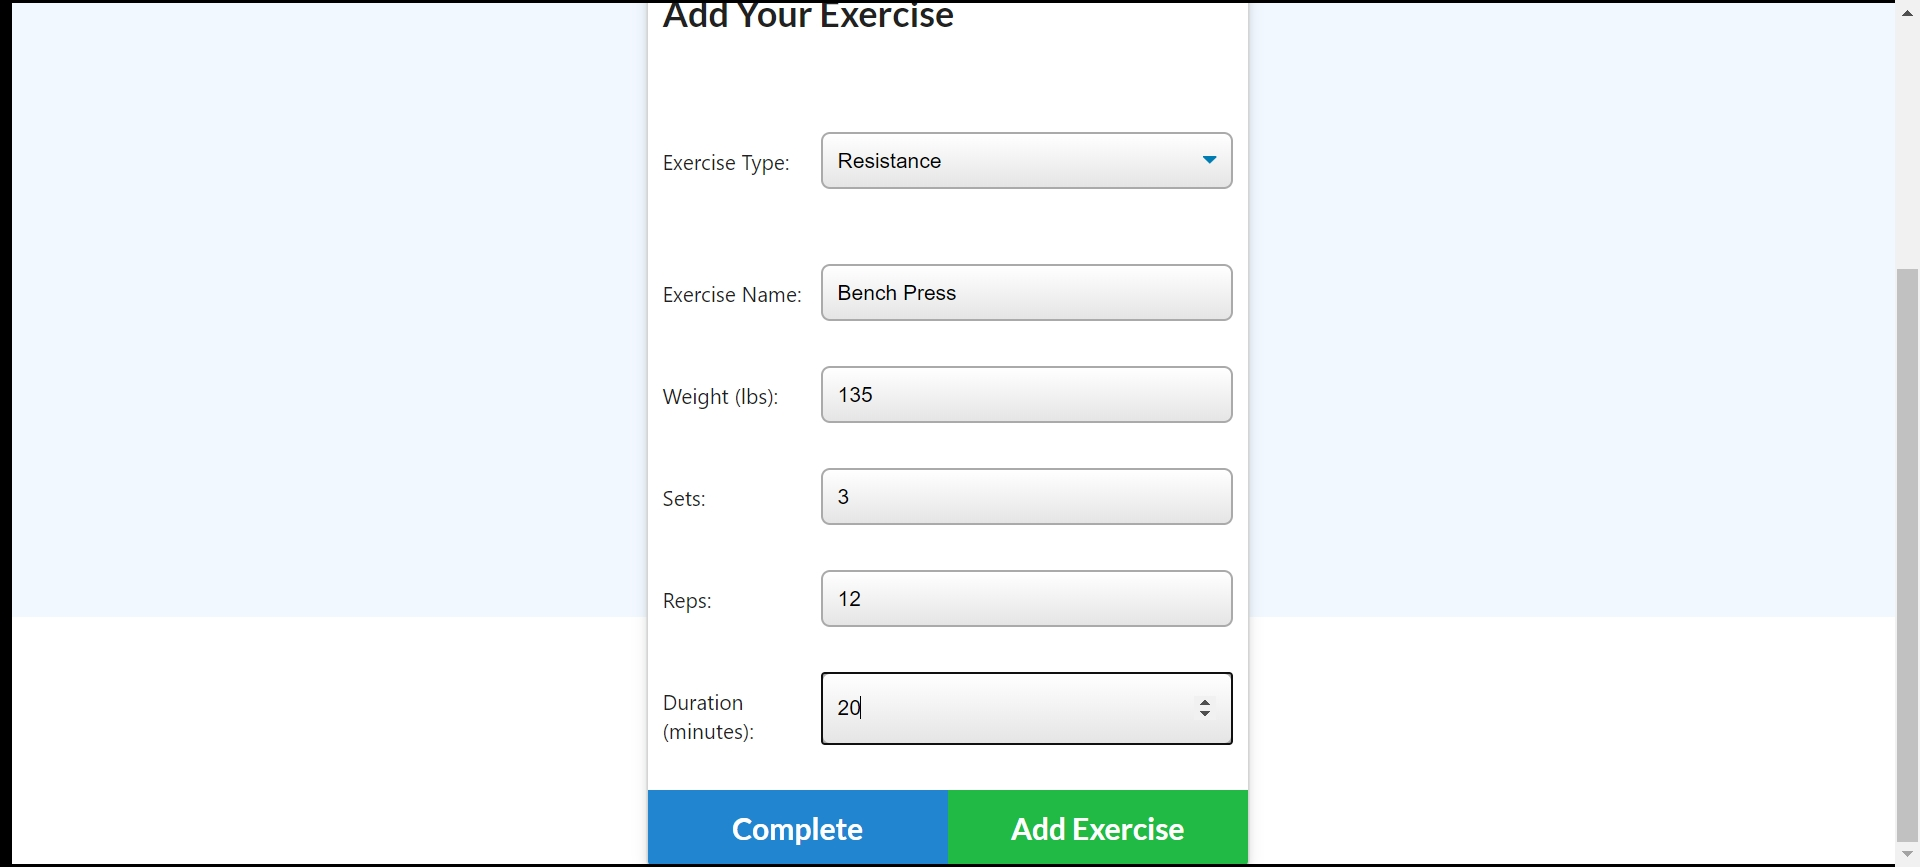 Add Your Exercise
Exercise Type: Resistance
Exercise Name: Bench Press
Weight (lbs): 135
Sets: 3
Reps: 12
Duration (minutes): 20
Complete Add Exercise